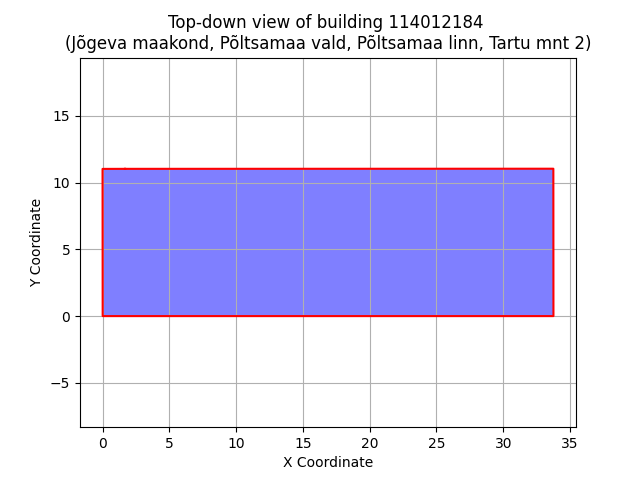 Top-down view of building 114012184
(Jõgeva maakond, Põltsamaa vald, Põltsamaa linn, Tartu mnt 2)
15
10
5
0
−5
Y Coordinate
0 5 10 15 20 25 30 35
X Coordinate